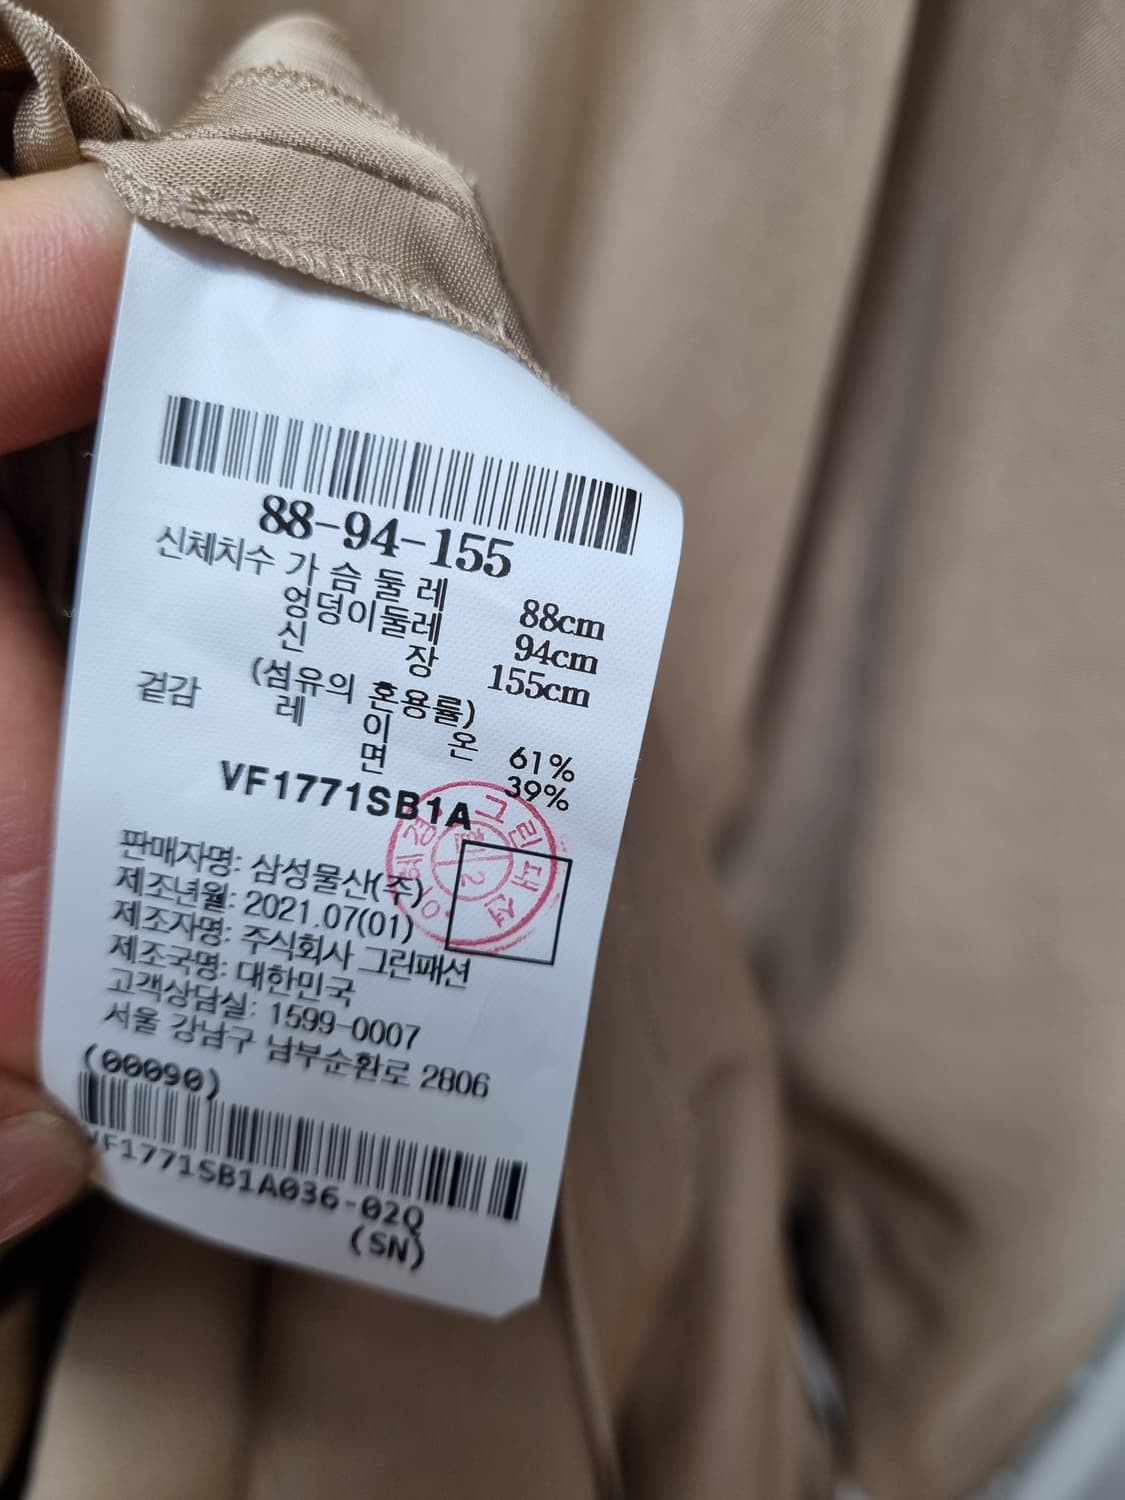 88-94-155
신체치수 가슴둘레 88cm
엉덩이둘레 94cm
신장 155cm
(섬유의 혼용률)
겉감 레이온 61%
면 39%
VF1771SB1A
판매자명: 삼성물산(주)
제조년월: 2021.07(01)
제조자명: 주식회사 그린패션
제조국명: 대한민국
고객상담실: 1599-0007
서울 강남구 남부순환로 2806
(00090)
VF1771SB1A036-02Q
(SN)